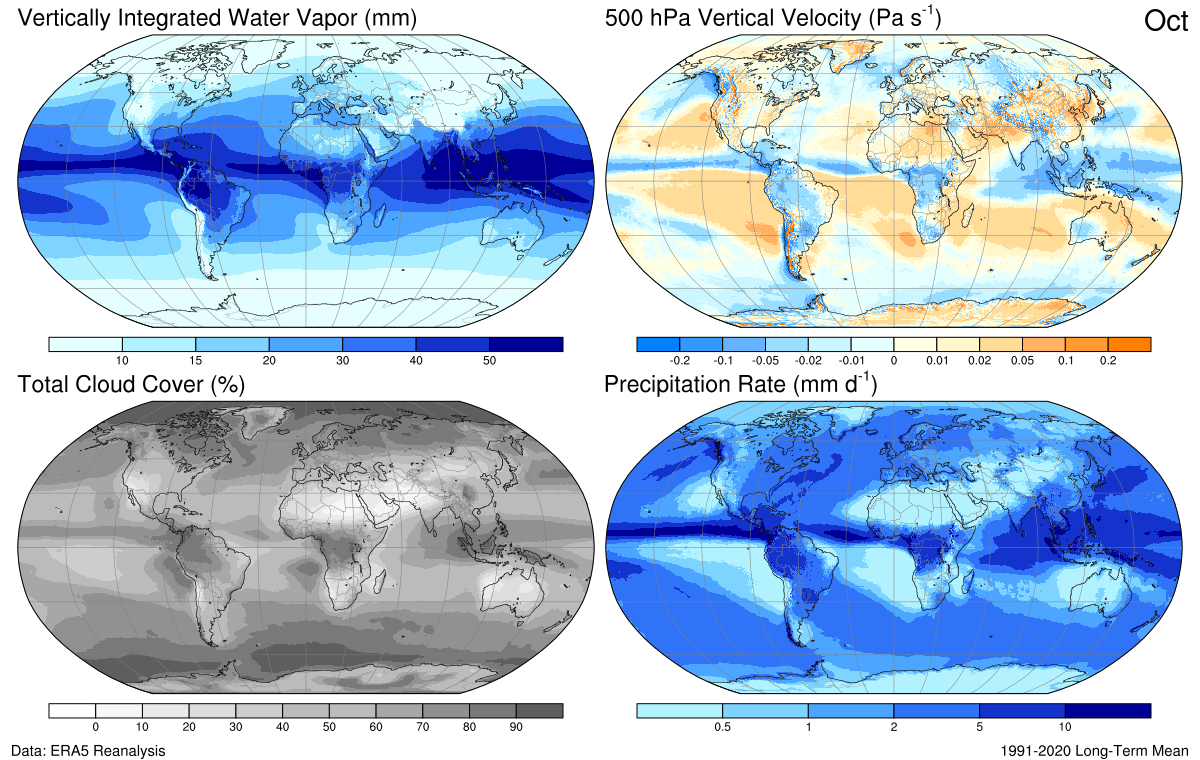 Vertically Integrated Water Vapor (mm)
500 hPa Vertical Velocity (Pa s⁻¹)
Oct
10 15 20 30 40 50
-0.2 -0.1 -0.05 -0.02 -0.01 0 0.01 0.02 0.05 0.1 0.2
Total Cloud Cover (%)
Precipitation Rate (mm d⁻¹)
0 10 20 30 40 50 60 70 80 90
0.5 1 2 5 10
Data: ERA5 Reanalysis
1991-2020 Long-Term Mean